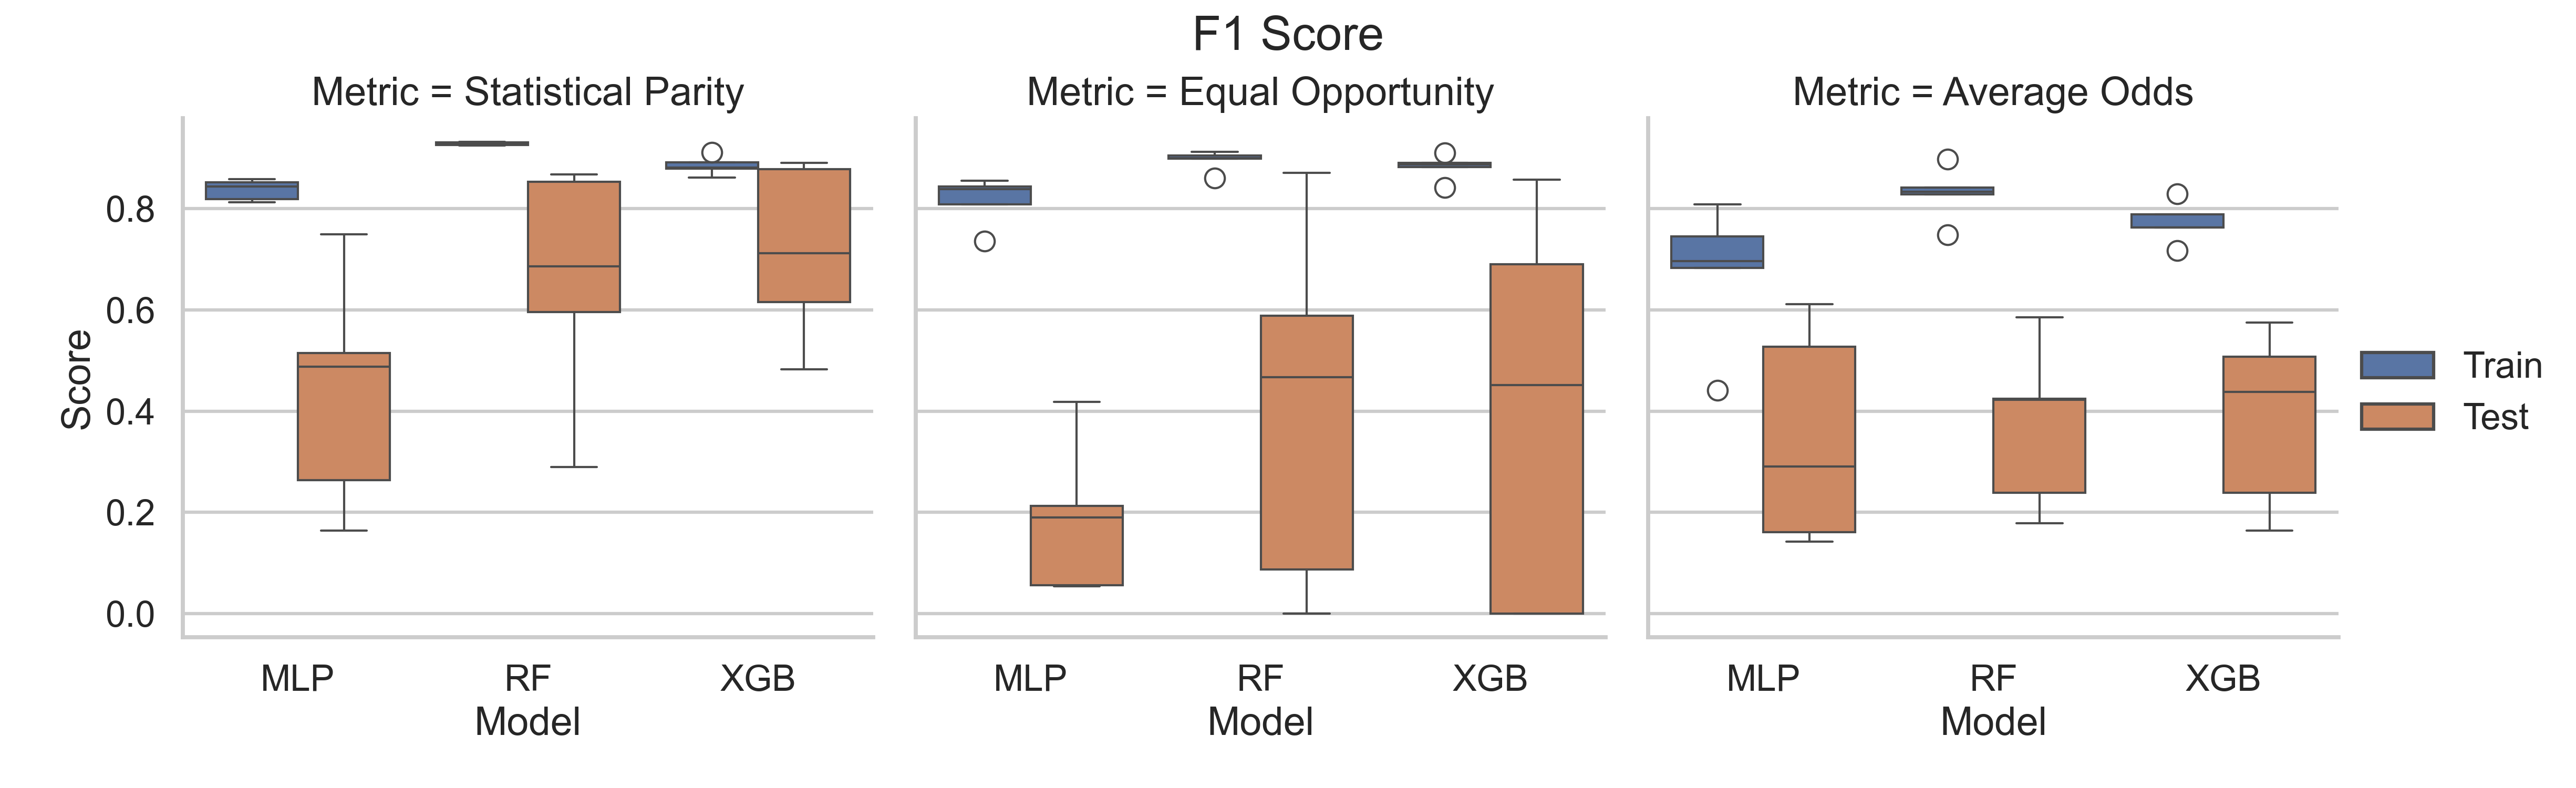 F1 Score
Metric = Statistical Parity
Metric = Equal Opportunity
Metric = Average Odds
Score
0.8
0.6
0.4
0.2
0.0
MLP
RF
XGB
Model
MLP
RF
XGB
Model
MLP
RF
XGB
Model
Train
Test